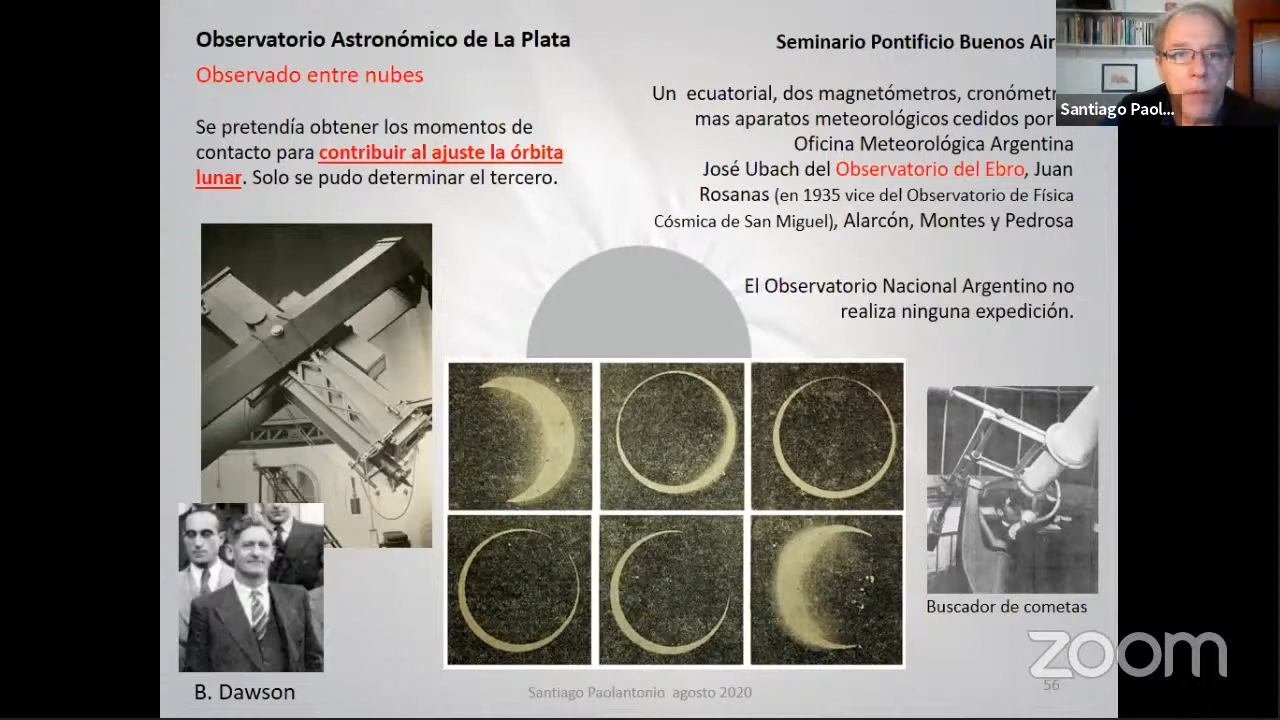 Observatorio Astronómico de La Plata
Observado entre nubes
Se pretendía obtener los momentos de
contacto para contribuir al ajuste la órbita
lunar. Solo se pudo determinar el tercero.
Seminario Pontificio Buenos Air
Un ecuatorial, dos magnetómetros, cronómetr
mas aparatos meteorológicos cedidos por
Oficina Meteorológica Argentina
José Ubach del Observatorio del Ebro, Juan
Rosanas (en 1935 vice del Observatorio de Física
Cósmica de San Miguel), Alarcón, Montes y Pedrosa
El Observatorio Nacional Argentino no
realiza ninguna expedición.
Santiago Paol...
Buscador de cometas
B. Dawson
Santiago Paolantonio agosto 2020
56
zoom